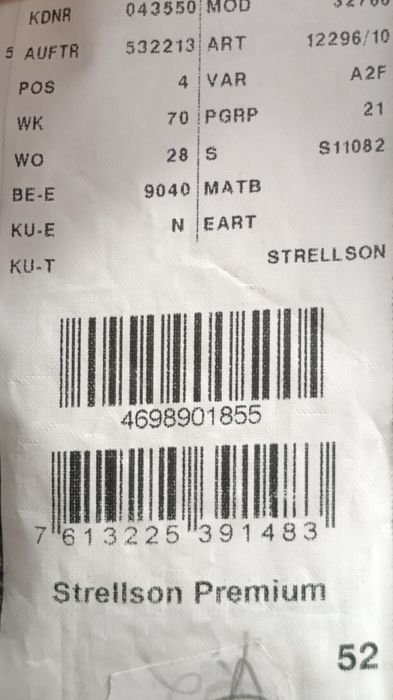 KDNR 043550 MOD
5 AUFTR 532213 ART 12296/10
POS 4 VAR A2F
WK 70 PGRP 21
WO 28 S S11082
BE-E 9040 MATB
KU-E N EART
KU-T STRELLSON
4698901855
7 613225 391483
Strellson Premium
52